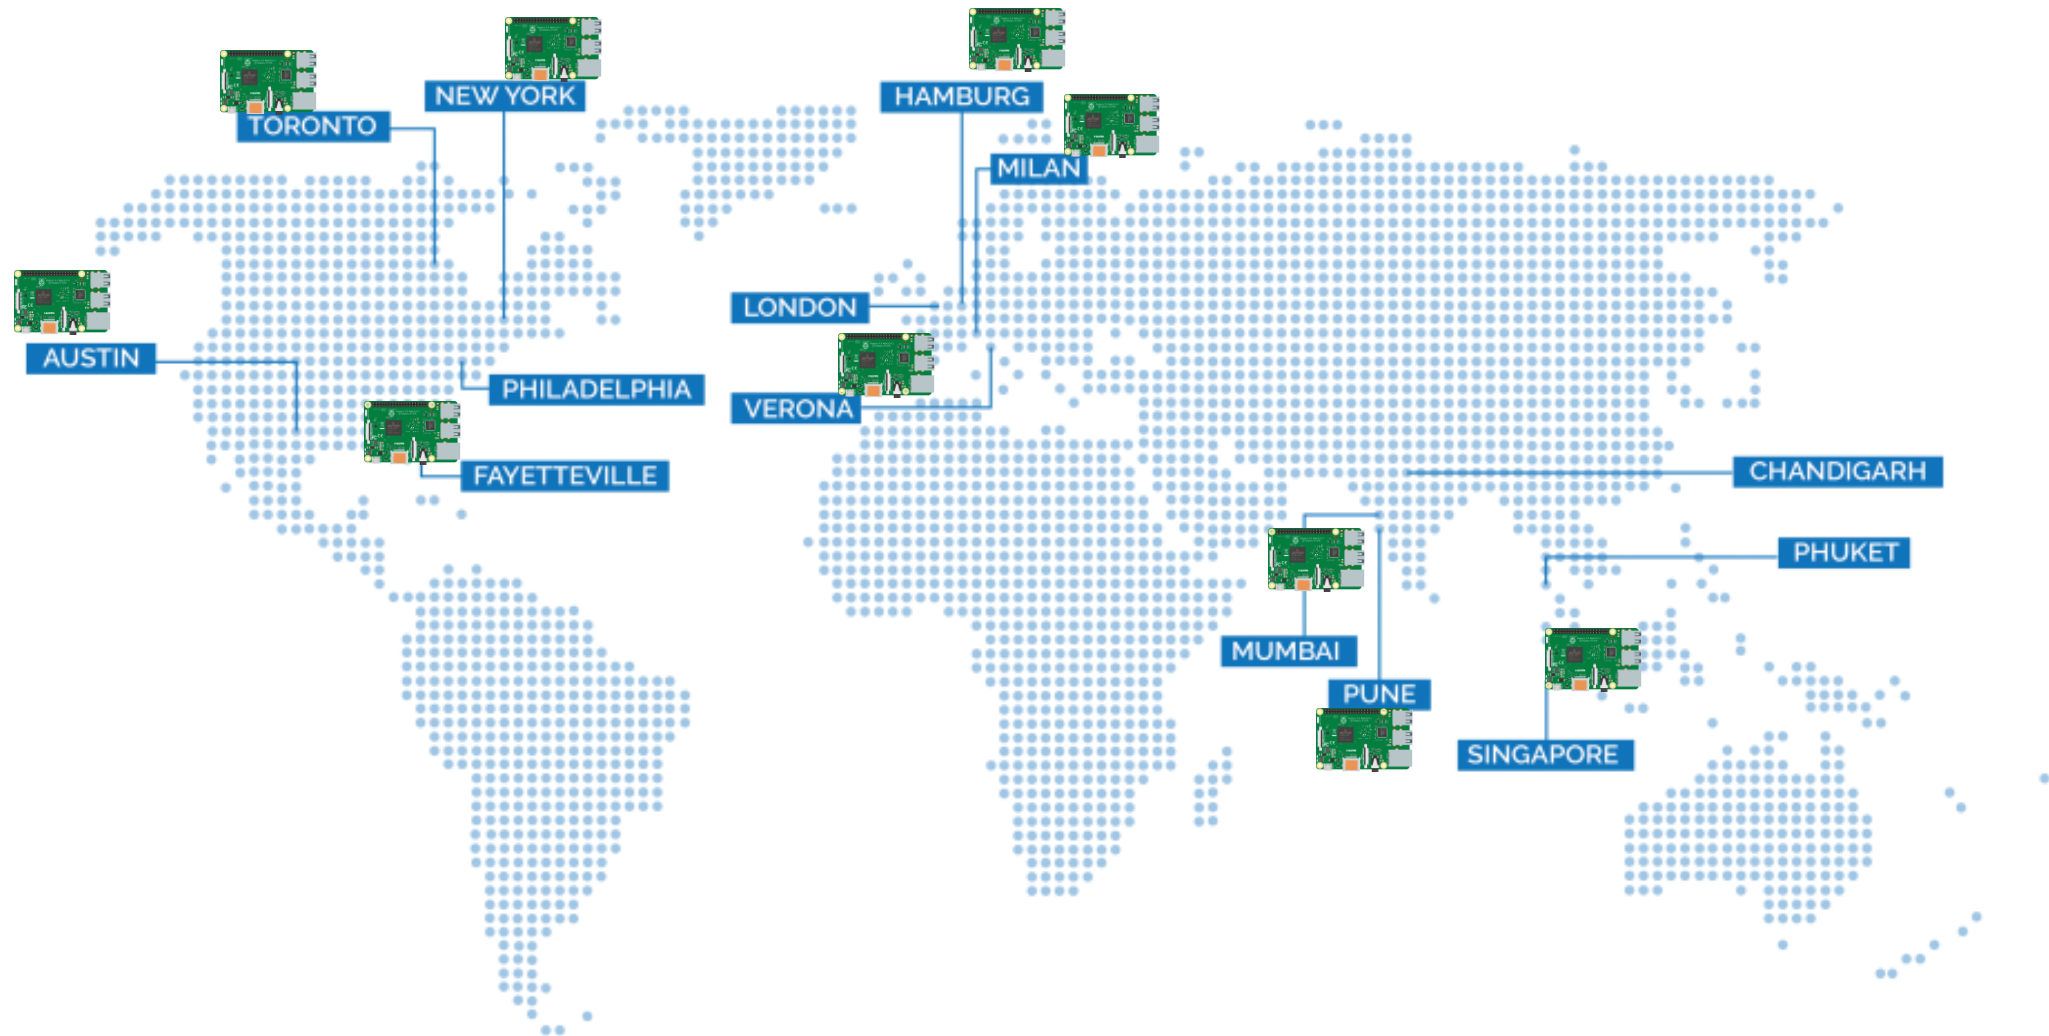 NEW YORK
HAMBURG
TORONTO
MILAN
LONDON
AUSTIN
PHILADELPHIA
VERONA
FAYETTEVILLE
CHANDIGARH
PHUKET
MUMBAI
PUNE
SINGAPORE